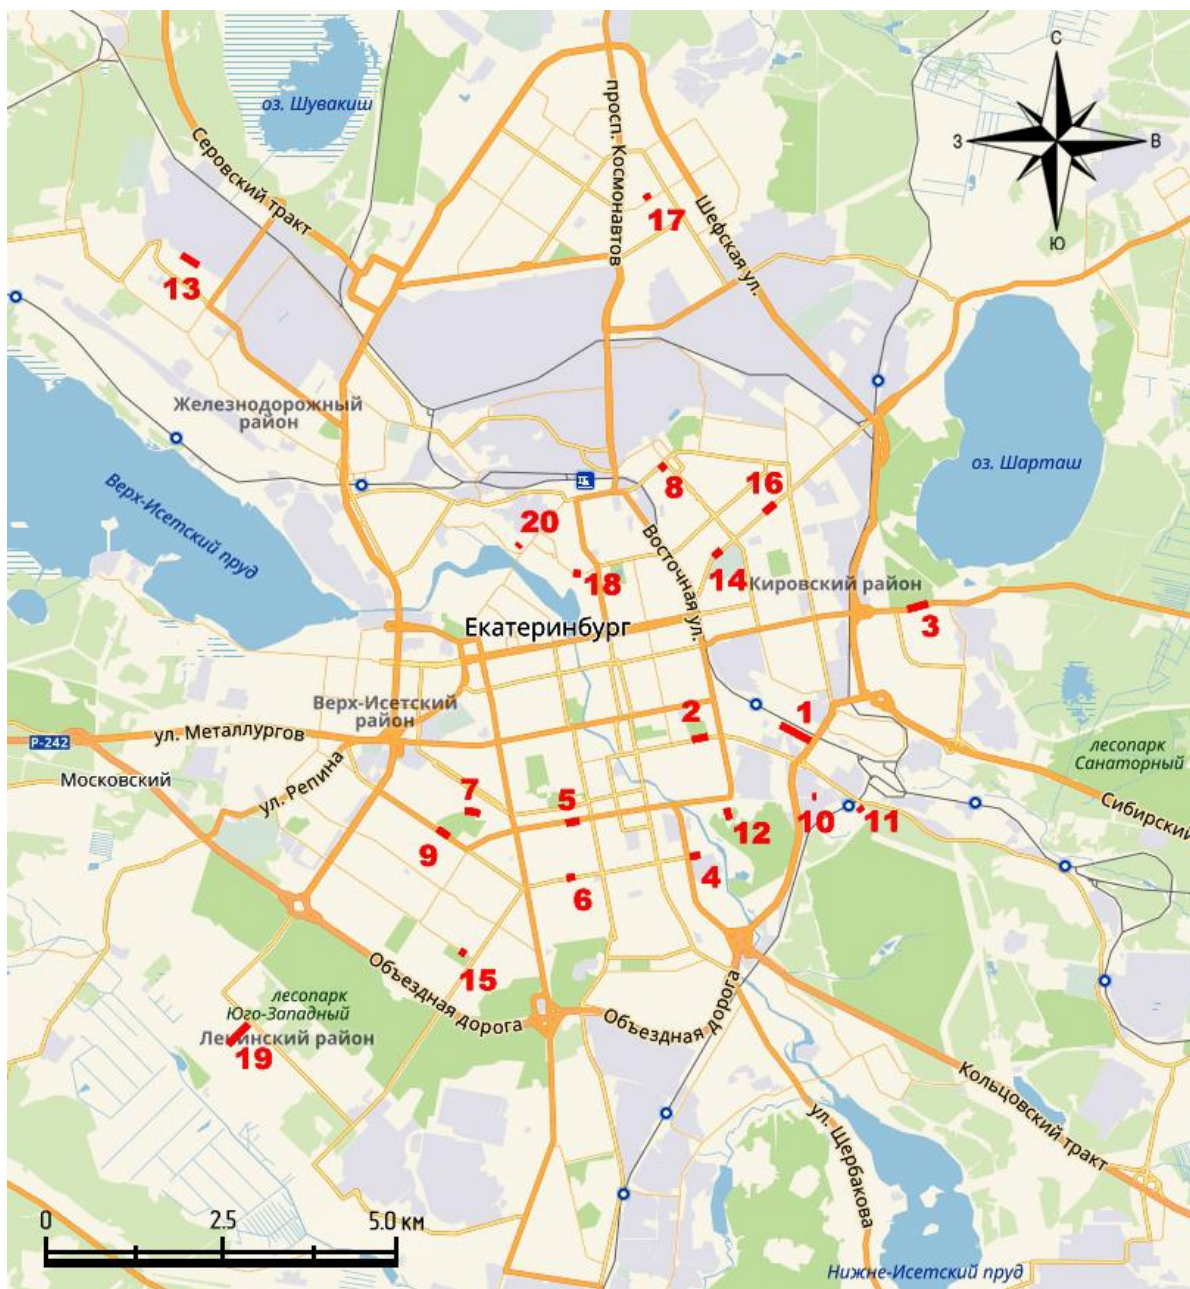 С
оз. Шувакиш
просп. Космонавтов
З
В
Серовский тракт
17
Шефская ул.
Ю
13
Железнодорожный
район
оз. Шарташ
8
16
Верх-Исетский пруд
20
Восточная ул.
18
14
Кировский район
3
Екатеринбург
Верх-Исетский
район
2
1
ул. Металлургов
Р-242
лесопарк
Санаторный
Московский
ул. Репина
7
5
Сибирский
10
11
12
9
4
6
Объездная дорога
15
лесопарк
Юго-Западный
Ленинский район
Объездная дорога
19
Кольцовский тракт
ул. Щербакова
0
2.5
5.0 км
Нижне-Исетский пруд